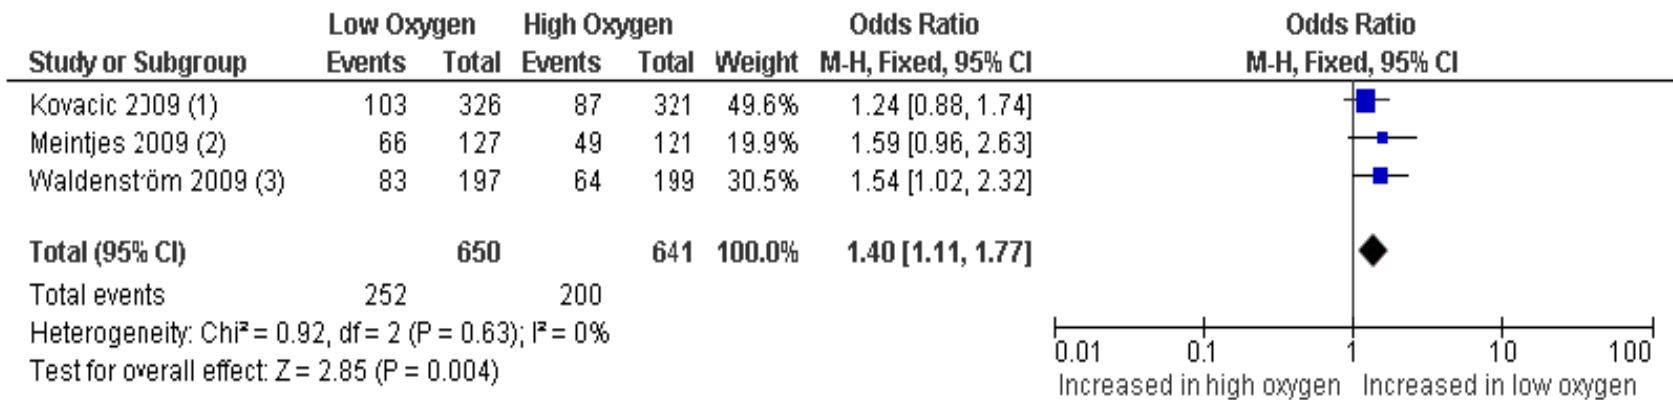 Low Oxygen High Oxygen Odds Ratio Odds Ratio
Study or Subgroup Events Total Events Total Weight M-H, Fixed, 95% CI M-H, Fixed, 95% CI
Kovacic 2009 (1) 103 326 87 321 49.6% 1.24 [0.88, 1.74]
Meintjes 2009 (2) 66 127 49 121 19.9% 1.59 [0.96, 2.63]
Waldenström 2009 (3) 83 197 64 199 30.5% 1.54 [1.02, 2.32]
Total (95% CI) 650 641 100.0% 1.40 [1.11, 1.77]
Total events 252 200
Heterogeneity: Chi² = 0.92, df = 2 (P = 0.63); I² = 0%
Test for overall effect: Z = 2.85 (P = 0.004)
0.01 0.1 1 10 100
Increased in high oxygen Increased in low oxygen